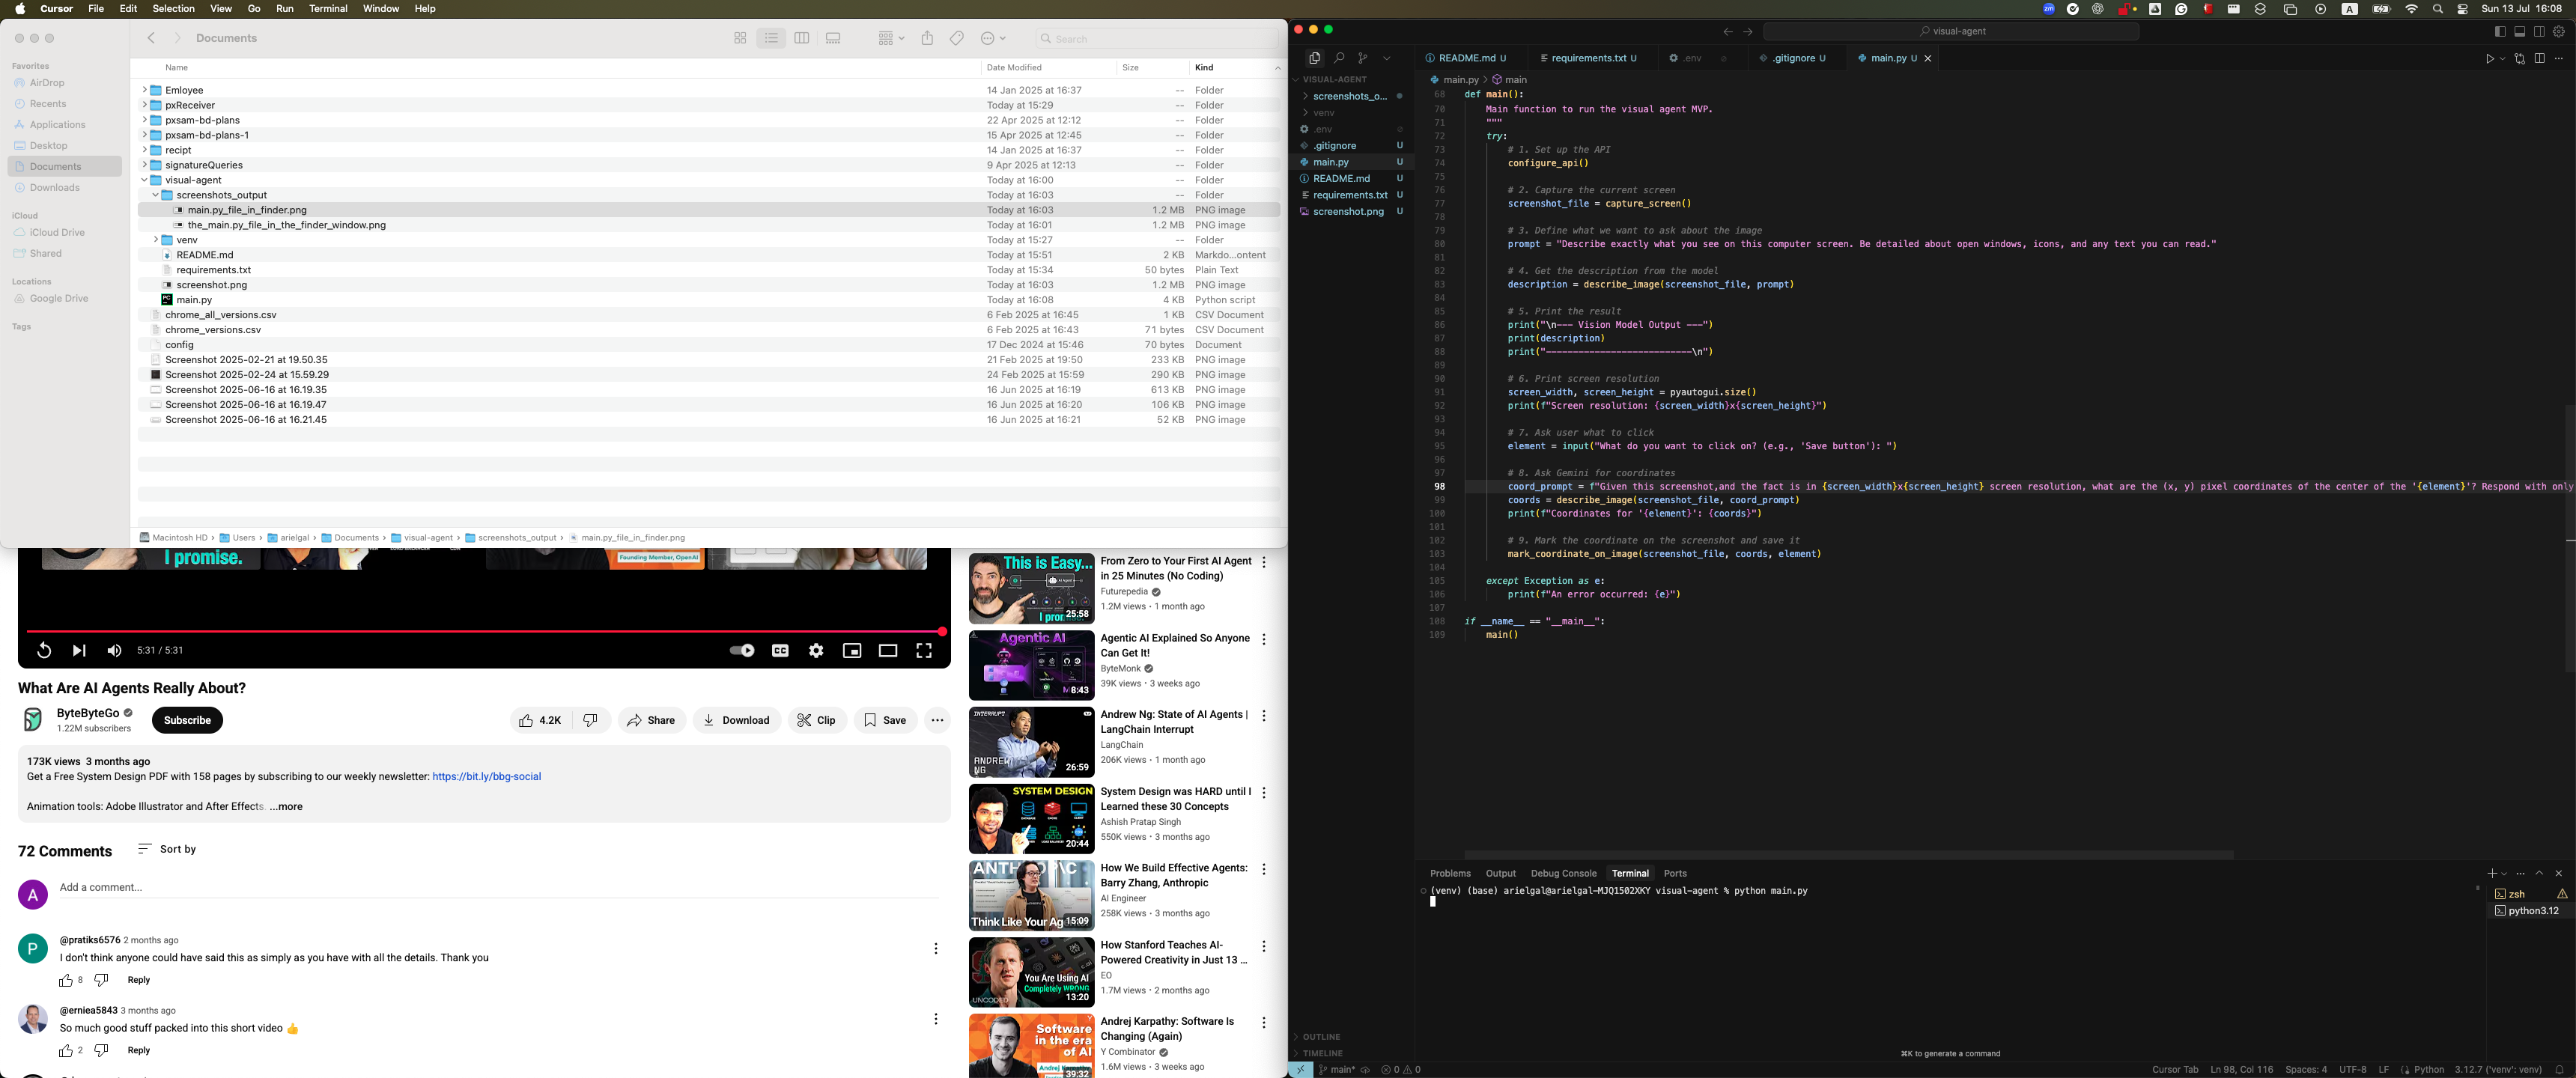 Cursor File Edit Selection View Go Run Terminal Window Help
Sun 13 Jul 16:08
Documents
Search
Favorites
AirDrop
Recents
Applications
Desktop
Documents
Downloads
iCloud
iCloud Drive
Shared
Locations
Google Drive
Tags
Name Date Modified Size Kind
Emloyee 14 Jan 2025 at 16:37 -- Folder
pxReceiver Today at 15:29 -- Folder
pxsam-bd-plans 22 Apr 2025 at 12:12 -- Folder
pxsam-bd-plans-1 15 Apr 2025 at 12:45 -- Folder
recipt 14 Jan 2025 at 16:37 -- Folder
signatureQueries 9 Apr 2025 at 12:13 -- Folder
visual-agent Today at 16:00 -- Folder
screenshots_output Today at 16:03 -- Folder
main.py_file_in_finder.png Today at 16:03 1.2 MB PNG image
the_main.py_file_in_the_finder_window.png Today at 16:01 1.2 MB PNG image
venv Today at 15:27 -- Folder
README.md Today at 15:51 2 KB Markdo...ontent
requirements.txt Today at 15:34 50 bytes Plain Text
screenshot.png Today at 16:03 1.2 MB PNG image
main.py Today at 16:08 4 KB Python script
chrome_all_versions.csv 6 Feb 2025 at 16:45 1 KB CSV Document
chrome_versions.csv 6 Feb 2025 at 16:43 71 bytes CSV Document
config 17 Dec 2024 at 15:46 70 bytes Document
Screenshot 2025-02-21 at 19.50.35 21 Feb 2025 at 19:50 233 KB PNG image
Screenshot 2025-02-24 at 15.59.29 24 Feb 2025 at 15:59 290 KB PNG image
Screenshot 2025-06-16 at 16.19.35 16 Jun 2025 at 16:19 613 KB PNG image
Screenshot 2025-06-16 at 16.19.47 16 Jun 2025 at 16:20 106 KB PNG image
Screenshot 2025-06-16 at 16.21.45 16 Jun 2025 at 16:21 52 KB PNG image
Macintosh HD › Users › arielgal › Documents › visual-agent › screenshots_output › main.py_file_in_finder.png
I promise.
Founding Member, OpenAI
5:31 / 5:31
CC
What Are AI Agents Really About?
ByteByteGo
1.22M subscribers
Subscribe
4.2K
Share
Download
Clip
Save
173K views 3 months ago
Get a Free System Design PDF with 158 pages by subscribing to our weekly newsletter: https://bit.ly/bbg-social
Animation tools: Adobe Illustrator and After Effects. ...more
72 Comments
Sort by
A
Add a comment...
P
@pratiks6576 2 months ago
I don't think anyone could have said this as simply as you have with all the details. Thank you
8
Reply
@erniea5843 3 months ago
So much good stuff packed into this short video 👍
2
Reply
This is Easy...
25:58
From Zero to Your First AI Agent
in 25 Minutes (No Coding)
Futurepedia
1.2M views • 1 month ago
Agentic AI
8:43
Agentic AI Explained So Anyone
Can Get It!
ByteMonk
39K views • 3 weeks ago
INTERRUPT
ANDREW
NG
26:59
Andrew Ng: State of AI Agents |
LangChain Interrupt
LangChain
206K views • 1 month ago
SYSTEM DESIGN
20:44
System Design was HARD until I
Learned these 30 Concepts
Ashish Pratap Singh
550K views • 3 months ago
Think Like Your Ag
15:09
How We Build Effective Agents:
Barry Zhang, Anthropic
AI Engineer
258K views • 3 months ago
You Are Using AI
Completely WRONG
UNCODED
13:20
How Stanford Teaches AI-
Powered Creativity in Just 13 ...
EO
1.7M views • 2 months ago
Software
in the era
of AI
39:32
Andrej Karpathy: Software Is
Changing (Again)
Y Combinator
1.6M views • 3 weeks ago
visual-agent
README.md U
requirements.txt U
.env
.gitignore U
main.py U
VISUAL-AGENT
screenshots_o...
venv
.env
.gitignore U
main.py U
README.md U
requirements.txt U
screenshot.png U
OUTLINE
TIMELINE
main.py › main
68 def main():
70 Main function to run the visual agent MVP.
71 """
72 try:
73 # 1. Set up the API
74 configure_api()
75
76 # 2. Capture the current screen
77 screenshot_file = capture_screen()
78
79 # 3. Define what we want to ask about the image
80 prompt = "Describe exactly what you see on this computer screen. Be detailed about open windows, icons, and any text you can read."
81
82 # 4. Get the description from the model
83 description = describe_image(screenshot_file, prompt)
84
85 # 5. Print the result
86 print("\n--- Vision Model Output ---")
87 print(description)
88 print("---------------------------\n")
89
90 # 6. Print screen resolution
91 screen_width, screen_height = pyautogui.size()
92 print(f"Screen resolution: {screen_width}x{screen_height}")
93
94 # 7. Ask user what to click
95 element = input("What do you want to click on? (e.g., 'Save button'): ")
96
97 # 8. Ask Gemini for coordinates
98 coord_prompt = f"Given this screenshot,and the fact is in {screen_width}x{screen_height} screen resolution, what are the (x, y) pixel coordinates of the center of the '{element}'? Respond with only
99 coords = describe_image(screenshot_file, coord_prompt)
100 print(f"Coordinates for '{element}': {coords}")
101
102 # 9. Mark the coordinate on the screenshot and save it
103 mark_coordinate_on_image(screenshot_file, coords, element)
104
105 except Exception as e:
106 print(f"An error occurred: {e}")
107
108 if __name__ == "__main__":
109 main()
Problems Output Debug Console Terminal Ports
(venv) (base) arielgal@arielgal-MJQ1502XKY visual-agent % python main.py
zsh
python3.12
⌘K to generate a command
main* 0 0
Cursor Tab Ln 98, Col 116 Spaces: 4 UTF-8 LF Python 3.12.7 ('venv': venv)